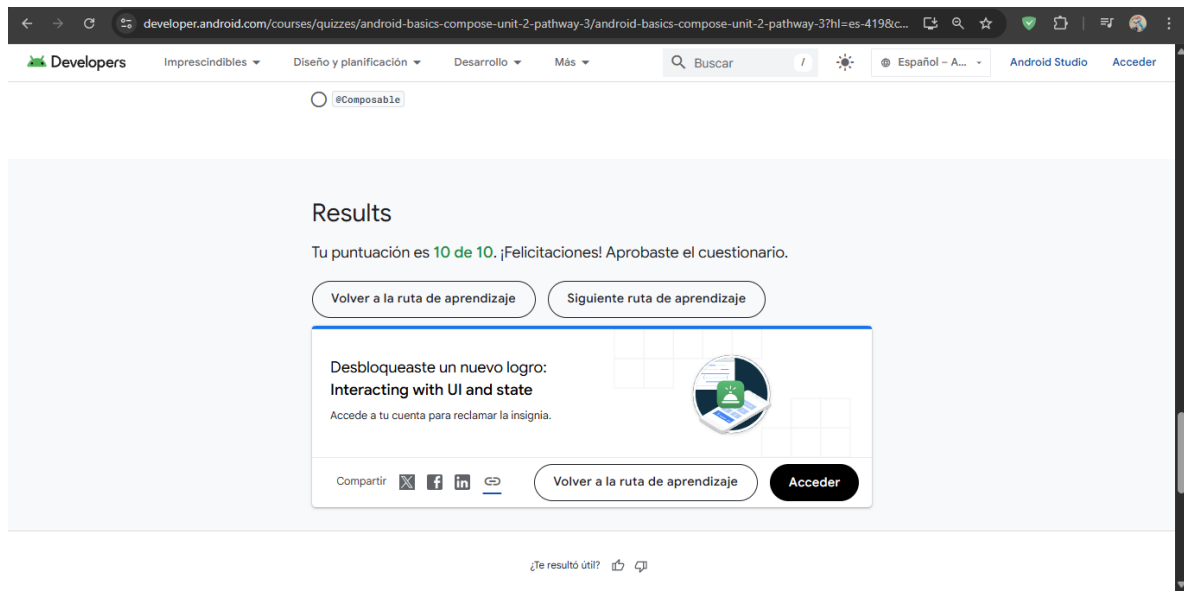 developer.android.com/courses/quizzes/android-basics-compose-unit-2-pathway-3/android-basics-compose-unit-2-pathway-3?hl=es-419&c...
Developers Imprescindibles Diseño y planificación Desarrollo Más Buscar / Español – A... Android Studio Acceder
@Composable
Results
Tu puntuación es 10 de 10. ¡Felicitaciones! Aprobaste el cuestionario.
Volver a la ruta de aprendizaje Siguiente ruta de aprendizaje
Desbloqueaste un nuevo logro:
Interacting with UI and state
Accede a tu cuenta para reclamar la insignia.
Compartir Volver a la ruta de aprendizaje Acceder
¿Te resultó útil?